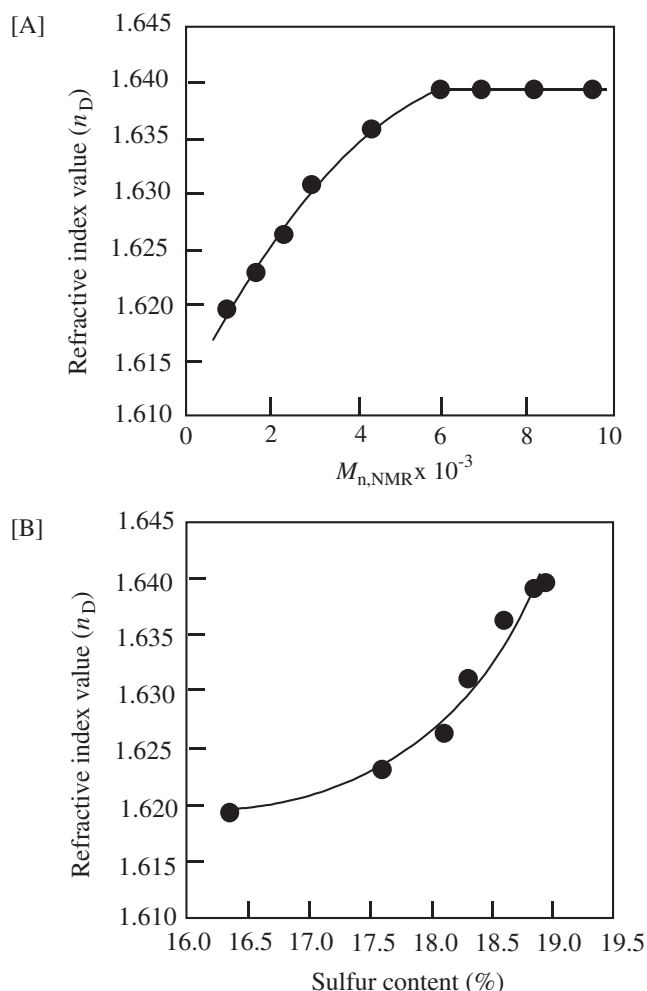 [A]
1.645
1.640
1.635
1.630
1.625
1.620
1.615
1.610
Refractive index value (n_D)
0 2 4 6 8 10
M_n,NMR x 10^-3
[B]
1.645
1.640
1.635
1.630
1.625
1.620
1.615
1.610
Refractive index value (n_D)
16.0 16.5 17.0 17.5 18.0 18.5 19.0 19.5
Sulfur content (%)